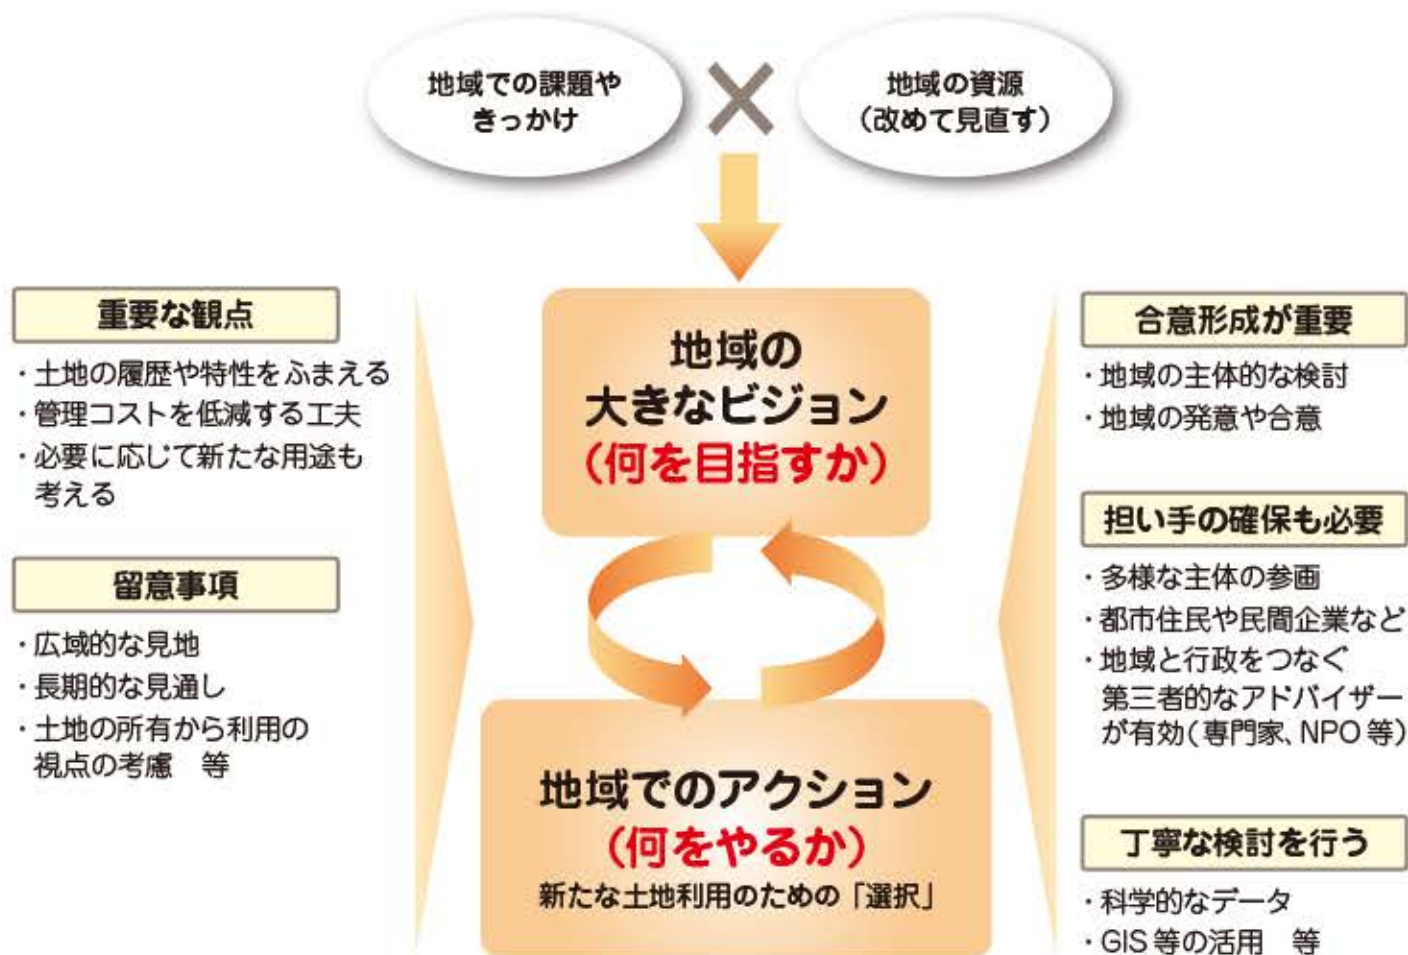 地域での課題や
きっかけ
地域の資源
（改めて見直す）
地域の
大きなビジョン
（何を目指すか）
地域でのアクション
（何をやるか）
新たな土地利用のための「選択」
重要な観点
・土地の履歴や特性をふまえる
・管理コストを低減する工夫
・必要に応じて新たな用途も
考える
留意事項
・広域的な見地
・長期的な見通し
・土地の所有から利用の
視点の考慮　等
合意形成が重要
・地域の主体的な検討
・地域の発意や合意
担い手の確保も必要
・多様な主体の参画
・都市住民や民間企業など
・地域と行政をつなぐ
第三者的なアドバイザー
が有効（専門家、NPO 等）
丁寧な検討を行う
・科学的なデータ
・GIS 等の活用　等